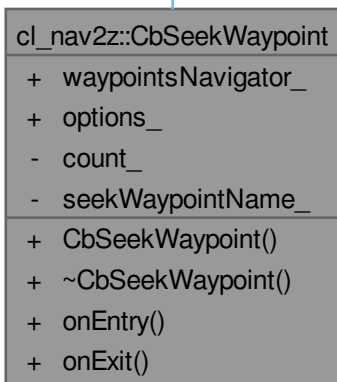 cl_nav2z::CbSeekWaypoint
+ waypointsNavigator_
+ options_
- count_
- seekWaypointName_
+ CbSeekWaypoint()
+ ~CbSeekWaypoint()
+ onEntry()
+ onExit()